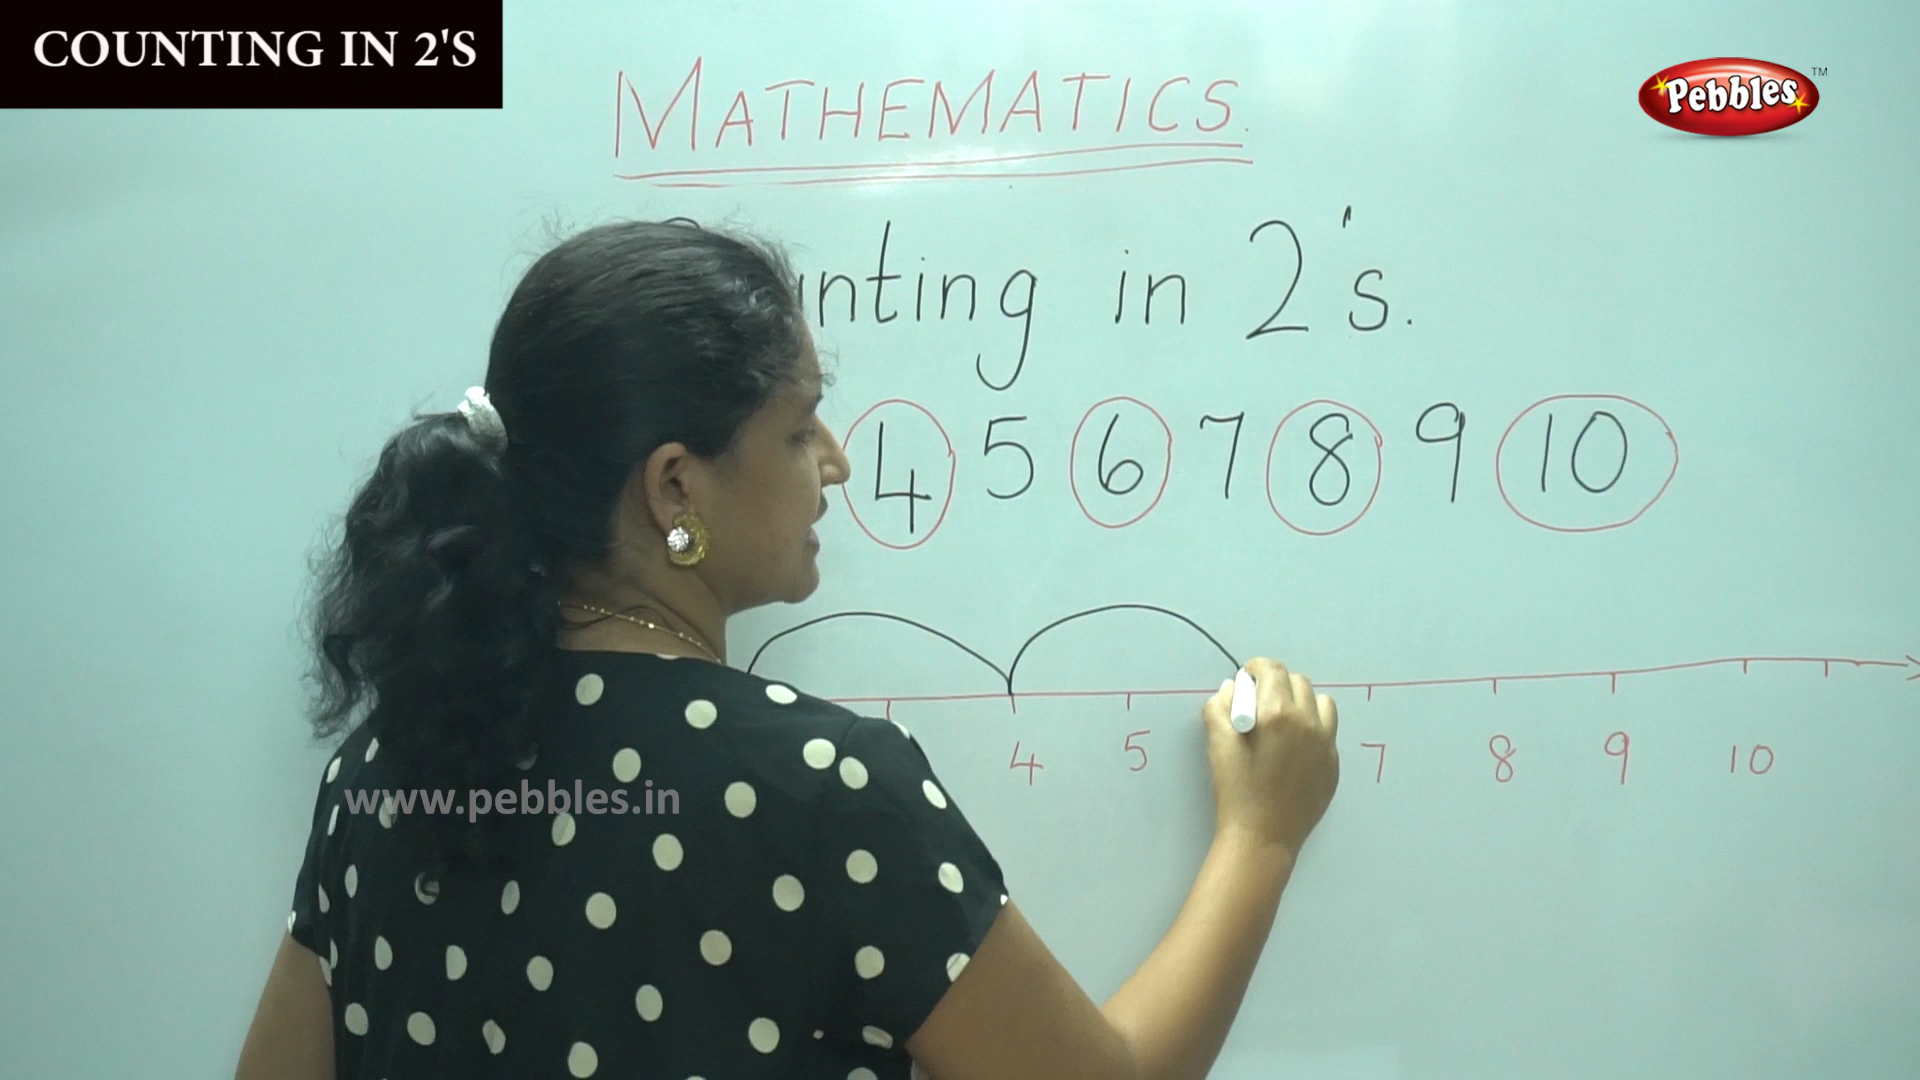 COUNTING IN 2'S
Pebbles TM
MATHEMATICS.
in 2's.
4 5 6 7 8 9 10
4 5 7 8 9 10
www.pebbles.in